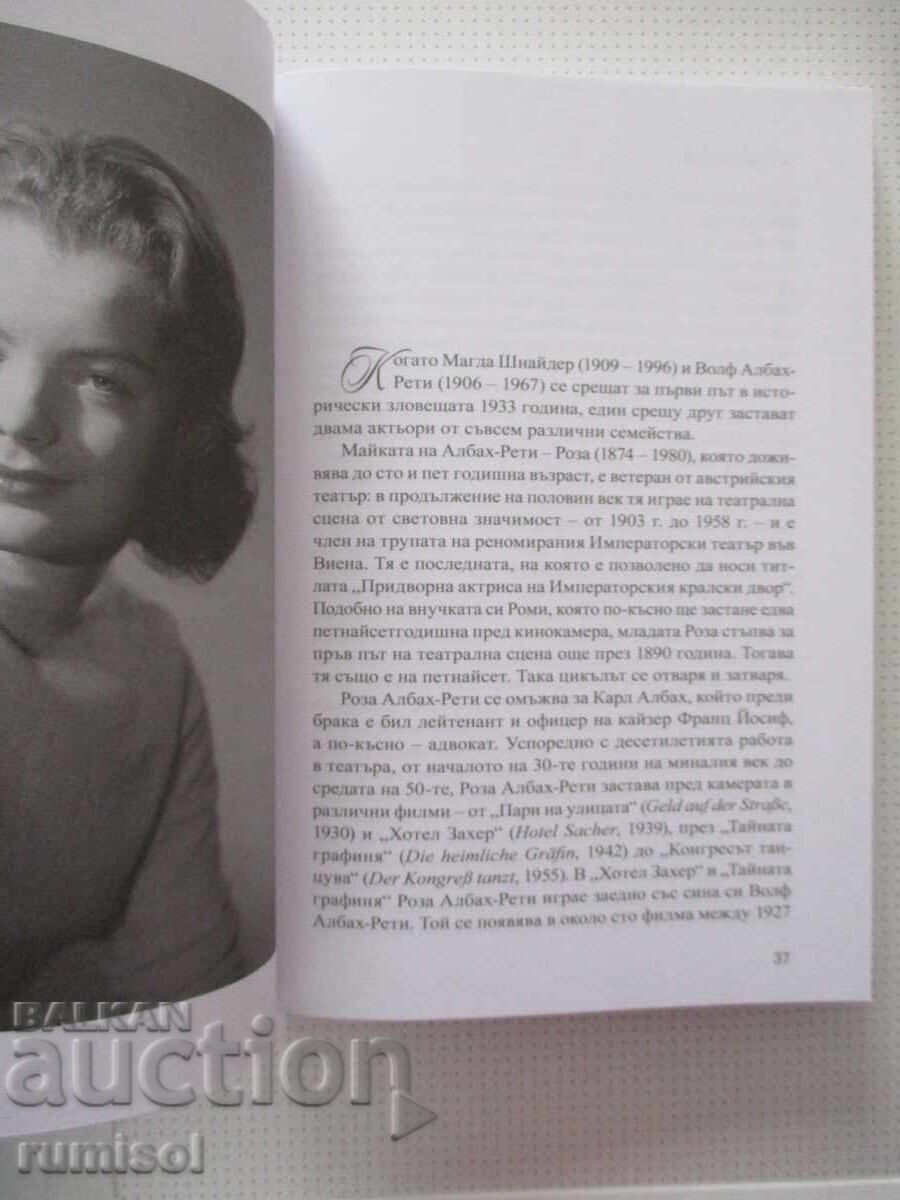 Когато Магда Шнайдер (1909 – 1996) и Волф Албах-
Рети (1906 – 1967) се срещат за първи път в исто-
рически зловещата 1933 година, един срещу друг застават
двама актьори от съвсем различни семейства.
Майката на Албах-Рети – Роза (1874 – 1980), която дожи-
вява до сто и пет годишна възраст, е ветеран от австрийския
театър: в продължение на половин век тя играе на театрална
сцена от световна значимост – от 1903 г. до 1958 г. – и е
член на трупата на реномирания Императорски театър във
Виена. Тя е последната, на която е позволено да носи тит-
лата „Придворна актриса на Императорския кралски двор“.
Подобно на внучката си Роми, която по-късно ще застане едва
петнайсетгодишна пред кинокамера, младата Роза стъпва за
пръв път на театрална сцена още през 1890 година. Тогава
тя също е на петнайсет. Така цикълът се отваря и затваря.
Роза Албах-Рети се омъжва за Карл Албах, който преди
брака е бил лейтенант и офицер на кайзер Франц Йосиф,
а по-късно – адвокат. Успоредно с десетилетията работа
в театъра, от началото на 30-те години на миналия век до
средата на 50-те, Роза Албах-Рети застава пред камерата в
различни филми – от „Пари на улицата“ (Geld auf der Straße,
1930) и „Хотел Захер“ (Hotel Sacher, 1939), през „Тайната
графиня“ (Die heimliche Gräfin, 1942) до „Конгресът тан-
цува“ (Der Kongreß tanzt, 1955). В „Хотел Захер“ и „Тайната
графиня“ Роза Албах-Рети играе заедно със сина си Волф
Албах-Рети. Той се появява в около сто филма между 1927
37
BALKAN
auction
rumisol